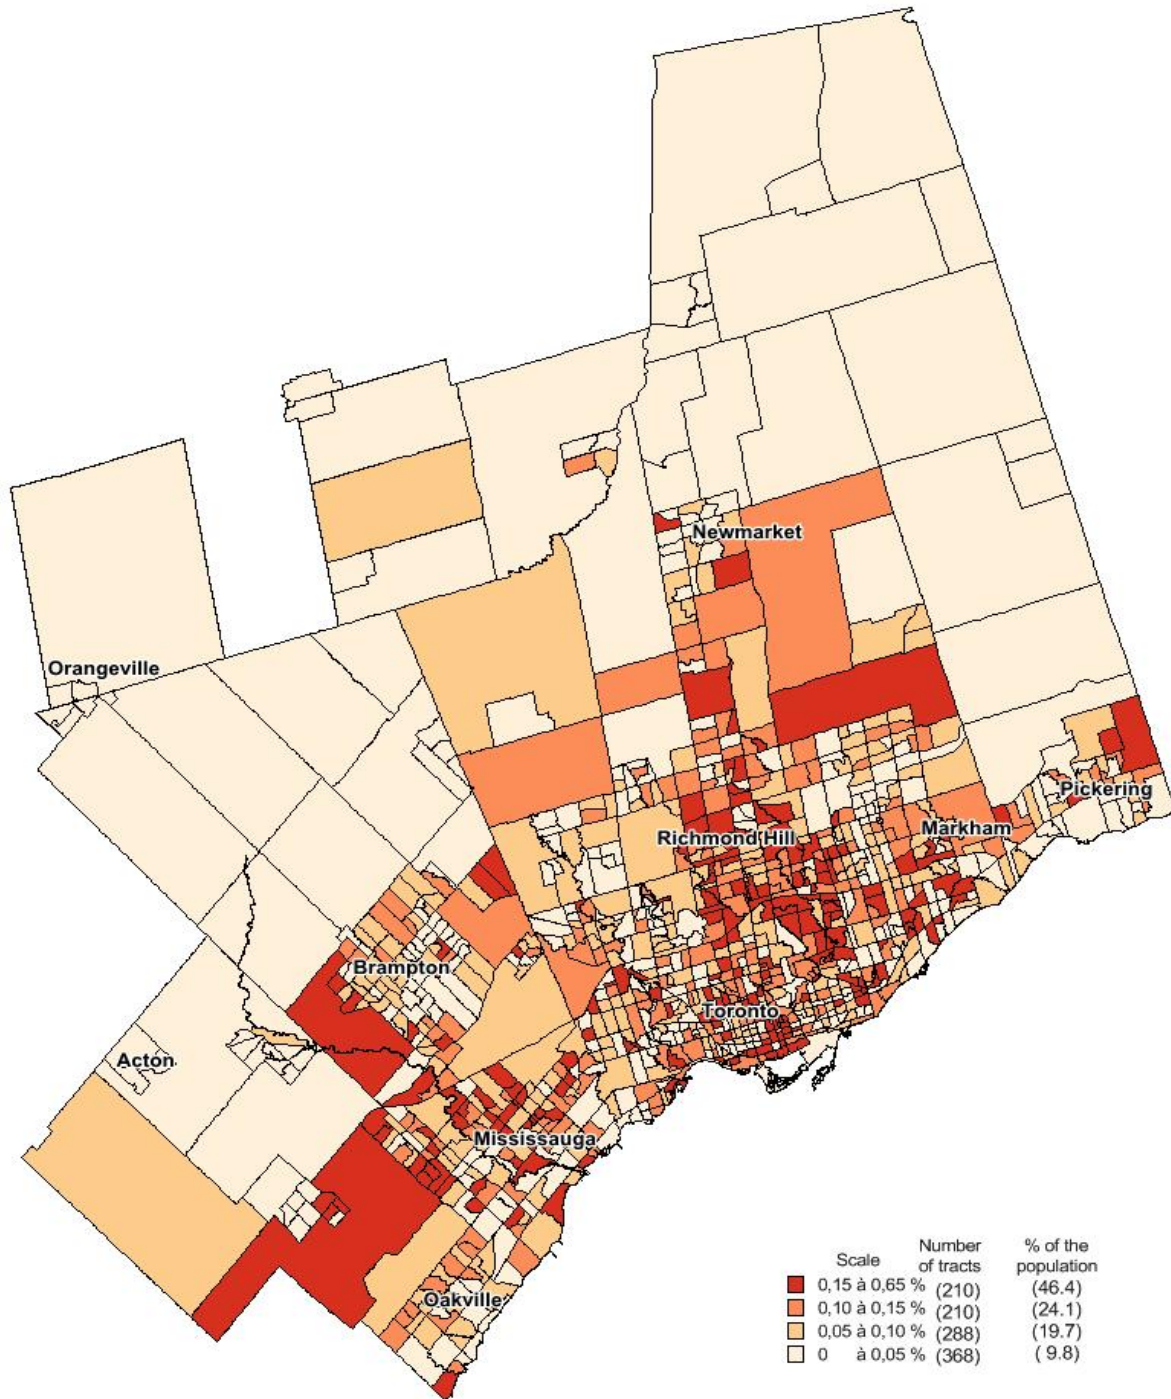 Newmarket
Orangeville
Pickering
Markham
Richmond Hill
Brampton
Toronto
Acton
Mississauga
Oakville
Scale Number of tracts % of the population
0,15 à 0,65 % (210) (46.4)
0,10 à 0,15 % (210) (24.1)
0,05 à 0,10 % (288) (19.7)
0 à 0,05 % (368) ( 9.8)